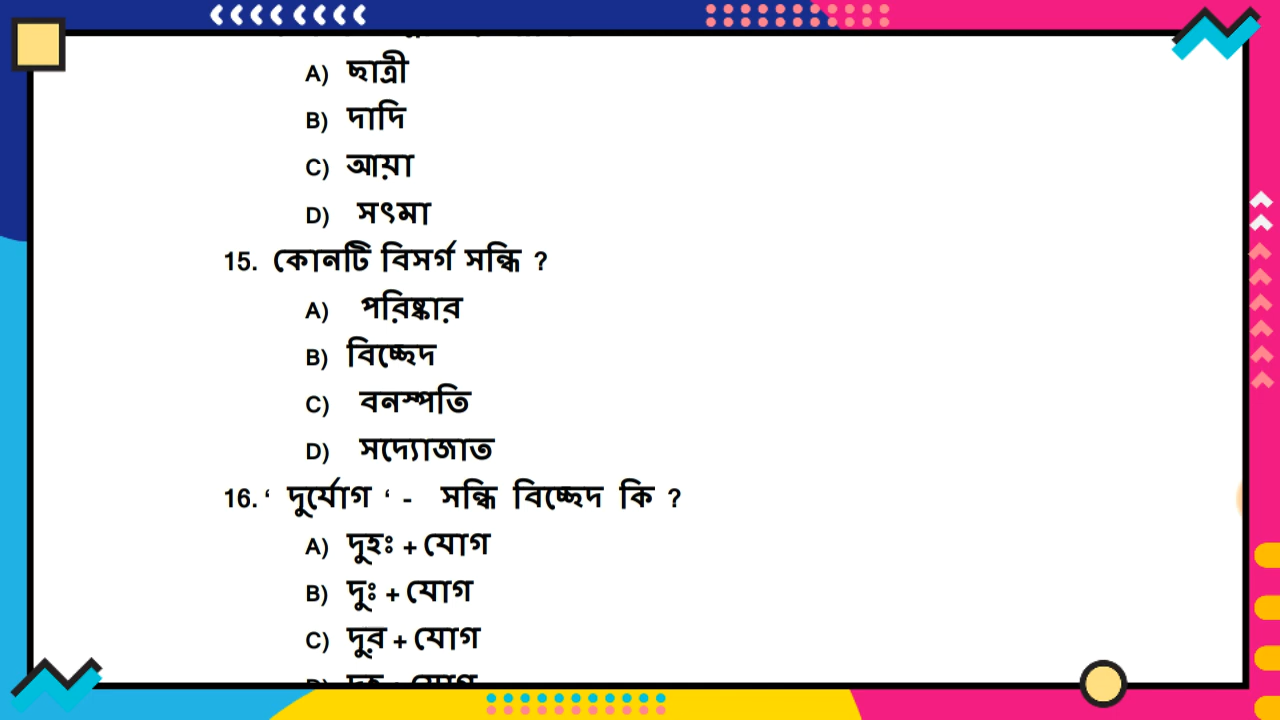 A) ছাত্রী
B) দাদি
C) আয়া
D) সৎমা
15. কোনটি বিসর্গ সন্ধি ?
A) পরিষ্কার
B) বিচ্ছেদ
C) বনস্পতি
D) সদ্যোজাত
16. ‘ দুর্যোগ ‘ - সন্ধি বিচ্ছেদ কি ?
A) দুহঃ + যোগ
B) দুঃ + যোগ
C) দুর + যোগ